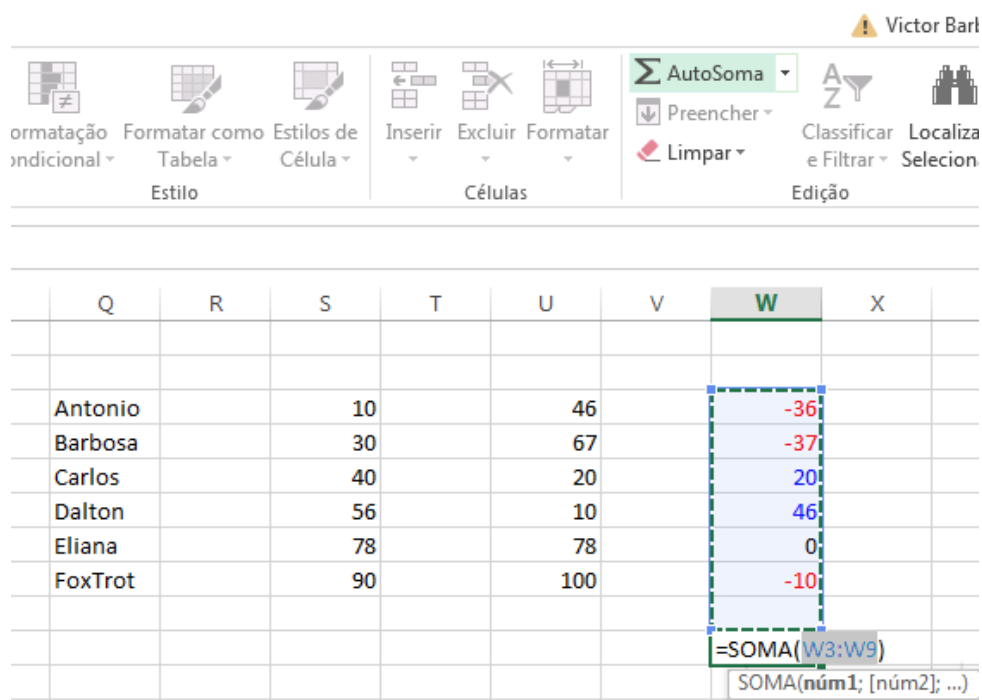 Victor Barl
AutoSoma
Preencher
Limpar
ormatação
ondicional
Formatar como
Tabela
Estilos de
Célula
Inserir
Excluir
Formatar
Classificar
e Filtrar
Localiza
Selecion
Estilo
Células
Edição
Q R S T U V W X
Antonio 10 46 -36
Barbosa 30 67 -37
Carlos 40 20 20
Dalton 56 10 46
Eliana 78 78 0
FoxTrot 90 100 -10
=SOMA(W3:W9)
SOMA(núm1; [núm2]; ...)